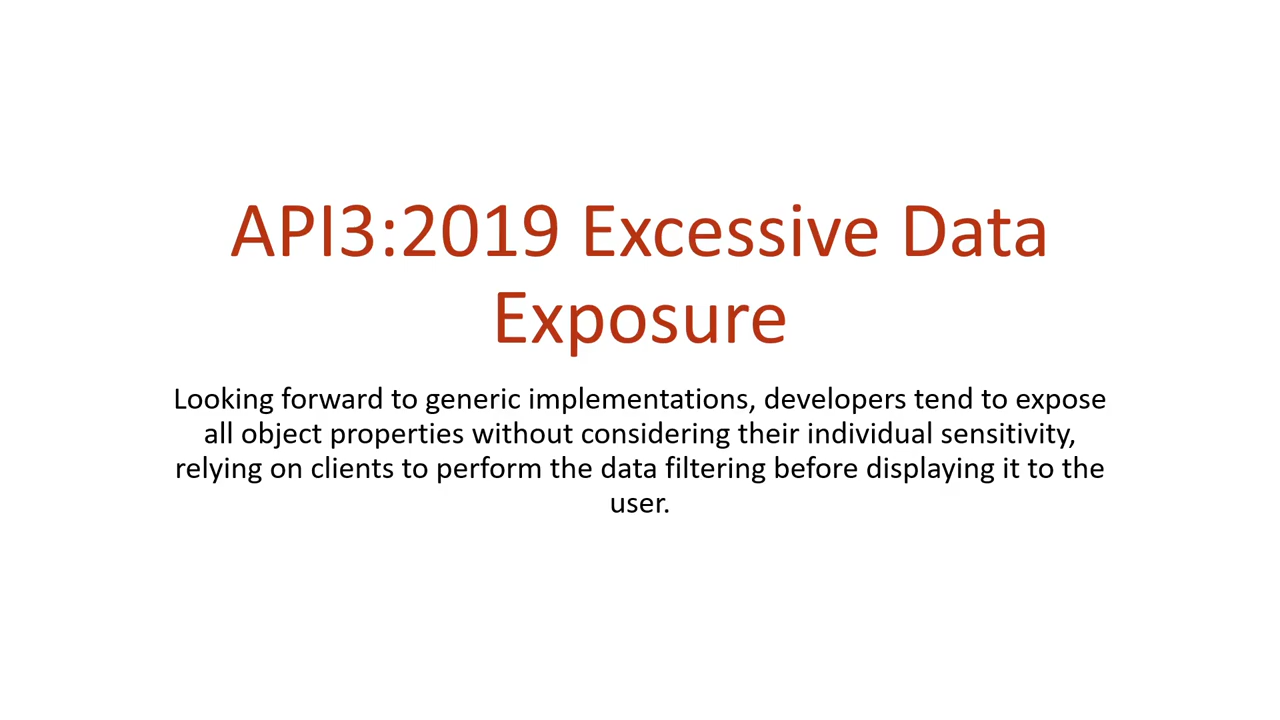 API3:2019 Excessive Data
Exposure
Looking forward to generic implementations, developers tend to expose
all object properties without considering their individual sensitivity,
relying on clients to perform the data filtering before displaying it to the
user.